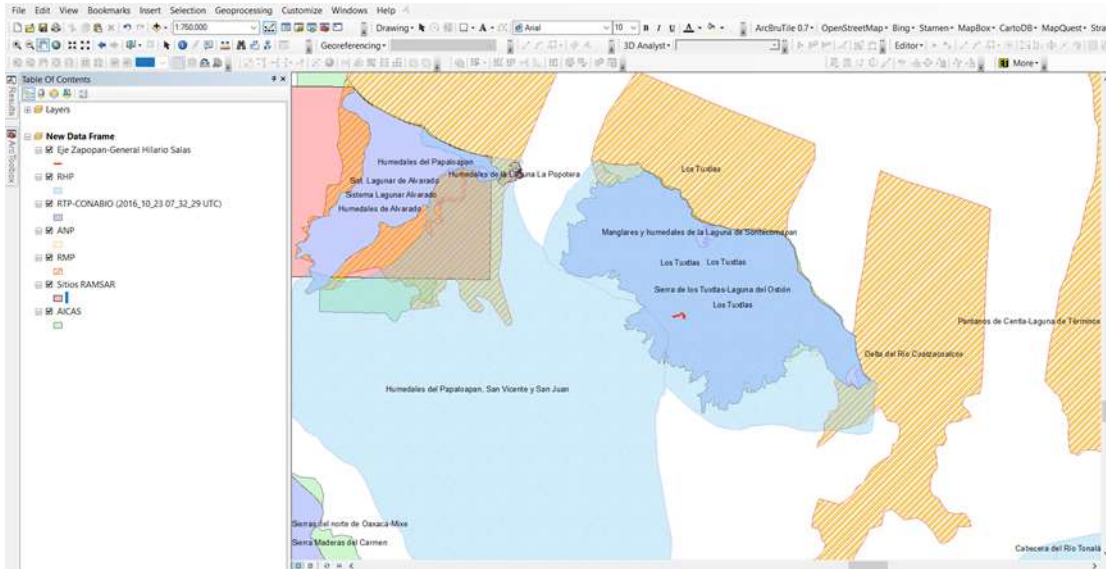 File Edit View Bookmarks Insert Selection Geoprocessing Customize Windows Help
1:750.000 Drawing Arial 10 B I U A ArcBruTile 0.7 OpenStreetMap Bing Stamen MapBox CartoDB MapQuest Stra
Georeferencing 3D Analyst Editor
More
Table Of Contents
Results
ArcToolbox
Layers
New Data Frame
Eje Zapopan-General Hilario Salas
RHP
RTP-CONABIO (2016_10_23 07_32_29 UTC)
ANP
RMP
Sitios RAMSAR
AICAS
Humedales del Papaloapan
Humedales de la Laguna La Popotera
Los Tuxtlas
Sist. Lagunar de Alvarado
Sistema Lagunar Alvarado
Humedales de Alvarado
Manglares y humedales de la Laguna de Sontecomapan
Los Tuxtlas Los Tuxtlas
Sierra de los Tuxtlas-Laguna del Ostión
Los Tuxtlas
Pantanos de Centla-Laguna de Términos
Delta del Río Coatzacoalcos
Humedales del Papaloapan, San Vicente y San Juan
Sierras del norte de Oaxaca-Mixe
Sierra Maderas del Carmen
Cabecera del Río Tonalá